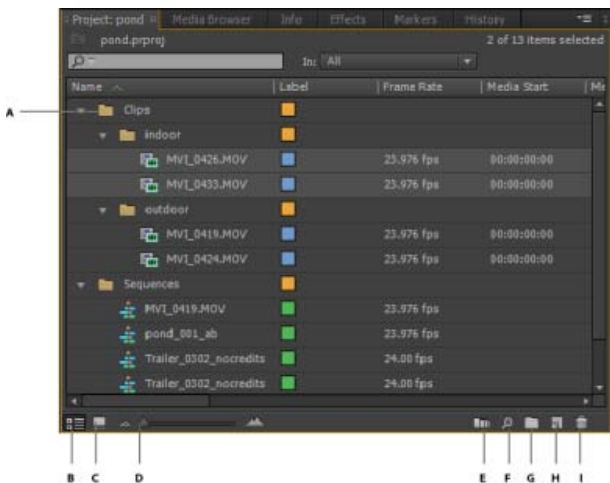 Project: pond Media Browser Info Effects Markers History
pond.prproj 2 of 13 items selected
In: All
Name Label Frame Rate Media Start Me
A
Clips
indoor
MVI_0426.MOV 23.976 fps 00:00:00:00
MVI_0433.MOV 23.976 fps 00:00:00:00
outdoor
MVI_0419.MOV 23.976 fps 00:00:00:00
MVI_0424.MOV 23.976 fps 00:00:00:00
Sequences
MVI_0419.MOV 23.976 fps
pond_001_ab 23.976 fps
Trailer_0302_nocredits 24.00 fps
Trailer_0302_nocredits 24.00 fps
B C D E F G H I